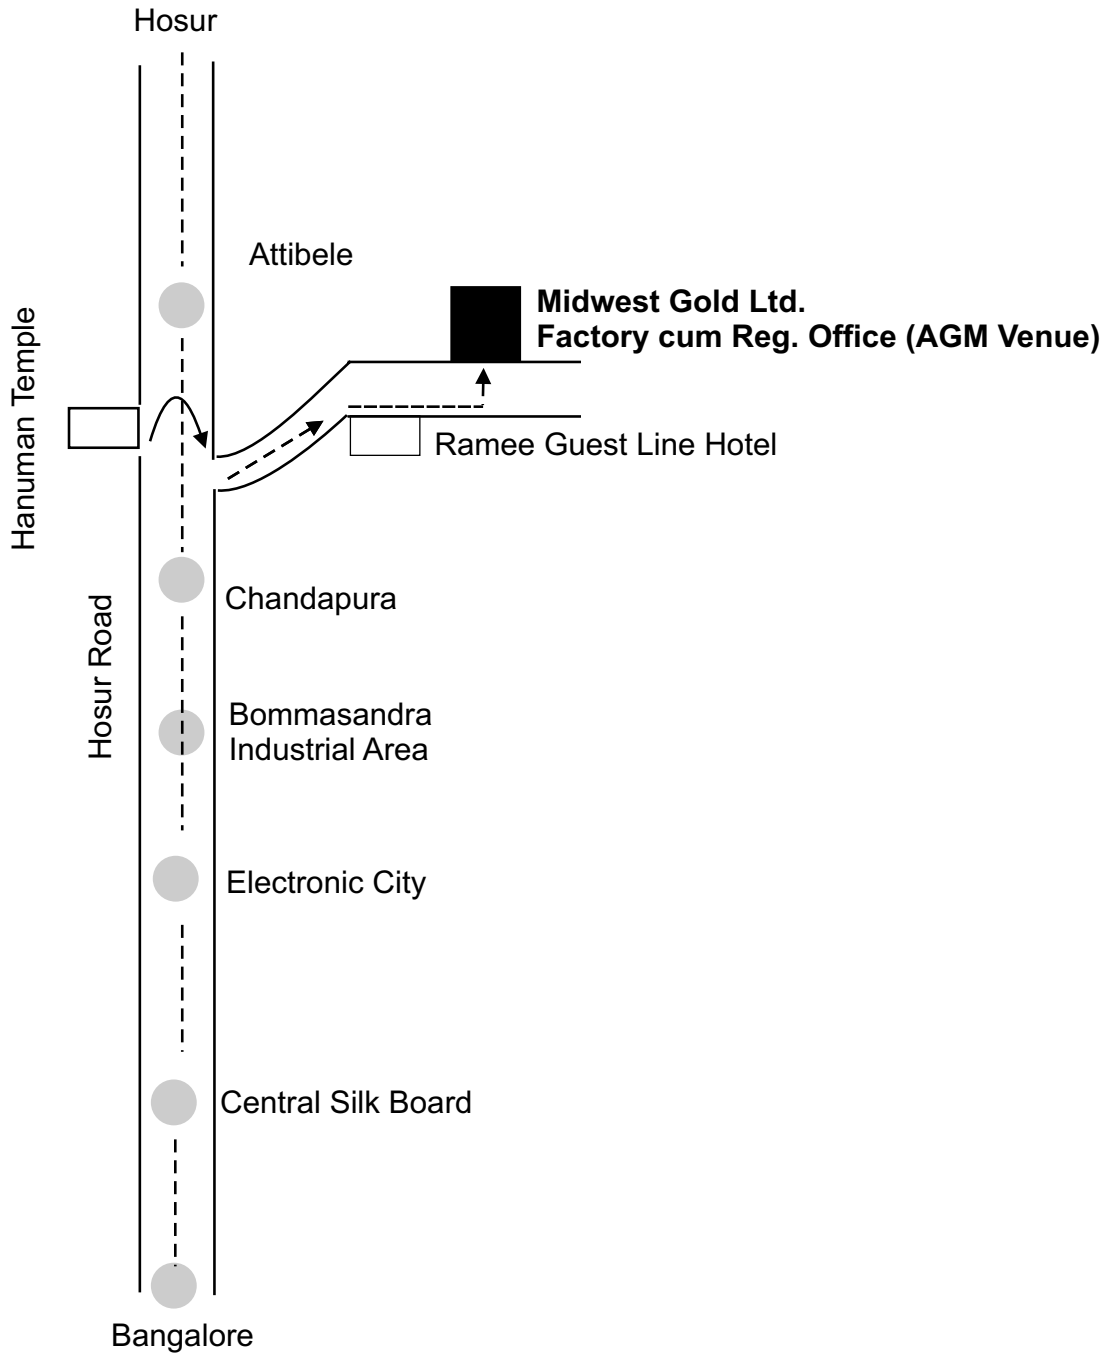 Hosur
Attibele
Midwest Gold Ltd.
Factory cum Reg. Office (AGM Venue)
Hanuman Temple
Ramee Guest Line Hotel
Chandapura
Hosur Road
Bommasandra
Industrial Area
Electronic City
Central Silk Board
Bangalore